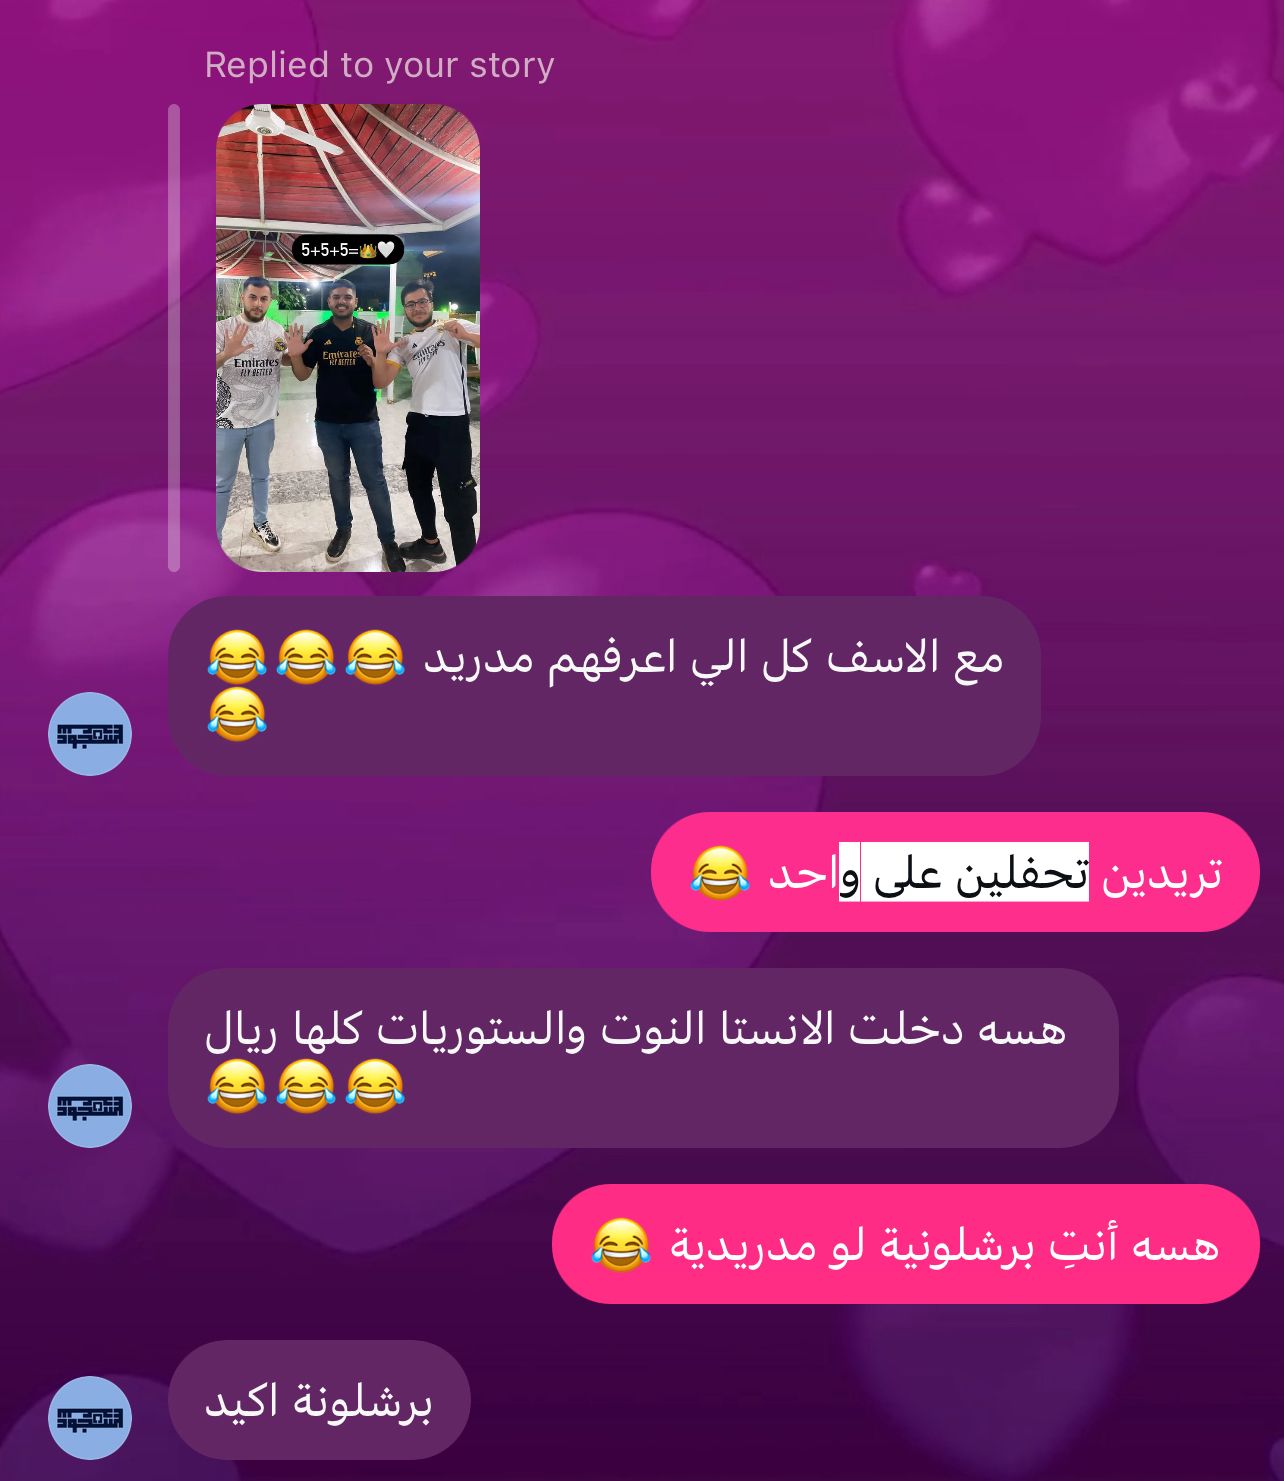 Replied to your story
5+5+5=👑🤍
Emirates
FLY BETTER
Emirates
FLY BETTER
Emirates
FLY BETTER
مع الاسف كل الي اعرفهم مدريد 😂😂😂
😂
تريدين تحفلين على واحد 😂
هسه دخلت الانستا النوت والستوريات كلها ريال
😂😂😂
هسه أنتِ برشلونية لو مدريدية 😂
برشلونة اكيد